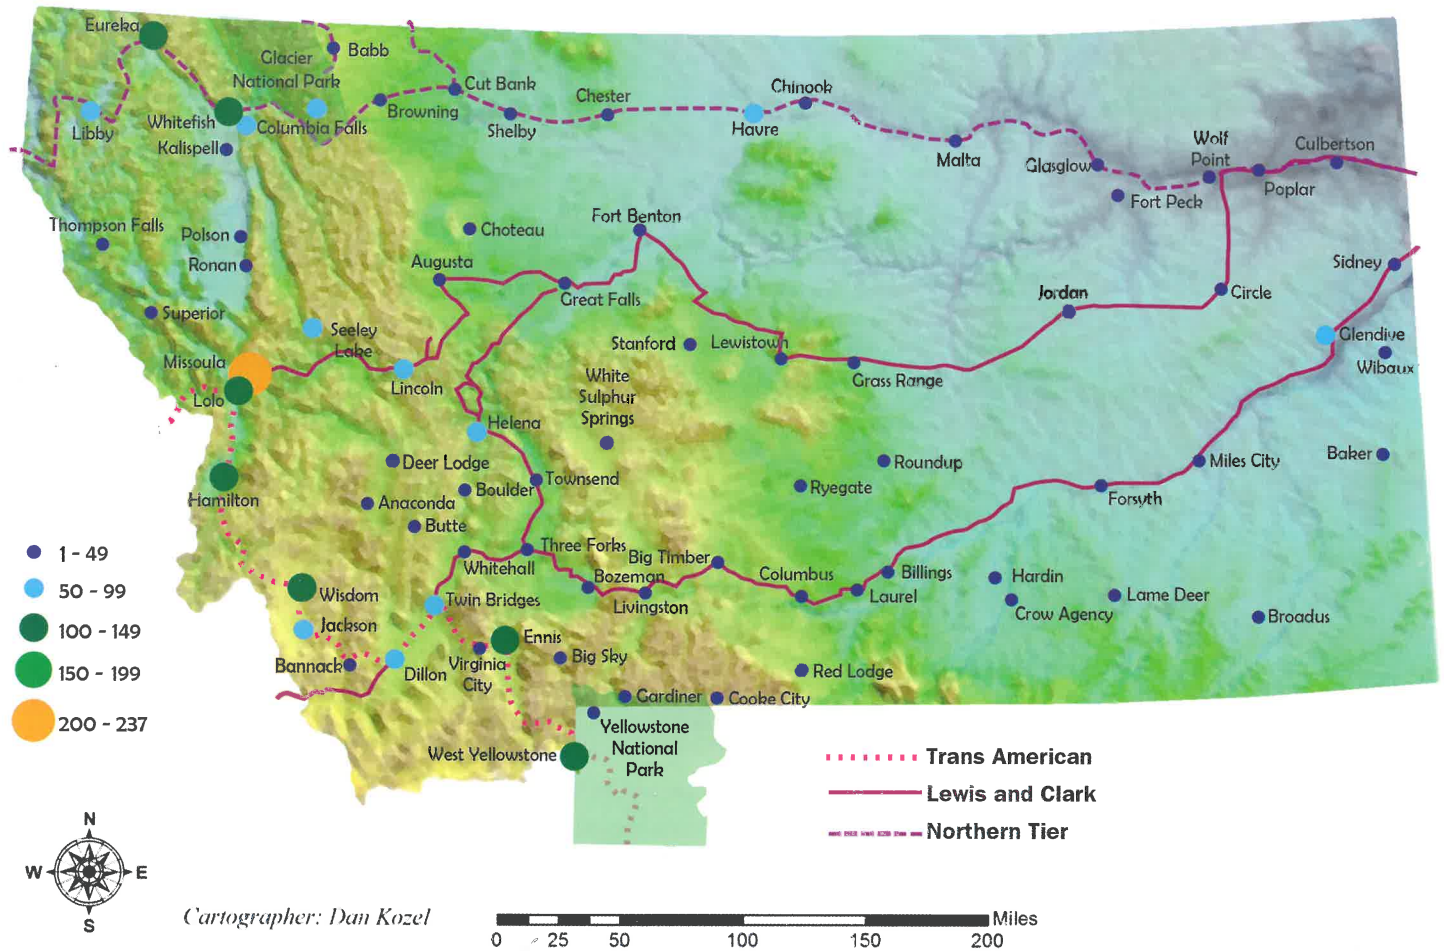 Eureka
Babb
Glacier
National Park
Cut Bank
Browning
Chester
Chinook
Libby
Whitefish
Columbia Falls
Shelby
Havre
Kalispell
Malta
Wolf
Point
Culbertson
Glasglow
Poplar
Fort Peck
Thompson Falls
Polson
Choteau
Fort Benton
Ronan
Augusta
Sidney
Great Falls
Jordan
Circle
Superior
Seeley
Lake
Stanford
Lewistown
Glendive
Missoula
Wibaux
Lincoln
White
Sulphur
Springs
Grass Range
Lolo
Helena
Deer Lodge
Roundup
Miles City
Baker
Townsend
Hamilton
Boulder
Ryegate
Anaconda
Forsyth
Butte
1 - 49
Three Forks
Big Timber
Whitehall
Bozeman
Columbus
Billings
Hardin
50 - 99
Wisdom
Twin Bridges
Livingston
Laurel
Lame Deer
Crow Agency
Broadus
100 - 149
Jackson
Ennis
Bannack
Dillon
Virginia
City
Big Sky
150 - 199
Red Lodge
Gardiner
Cooke City
200 - 237
West Yellowstone
Yellowstone
National
Park
Trans American
Lewis and Clark
Northern Tier
N
W
E
S
Cartographer: Dan Kozel
Miles
0 25 50 100 150 200